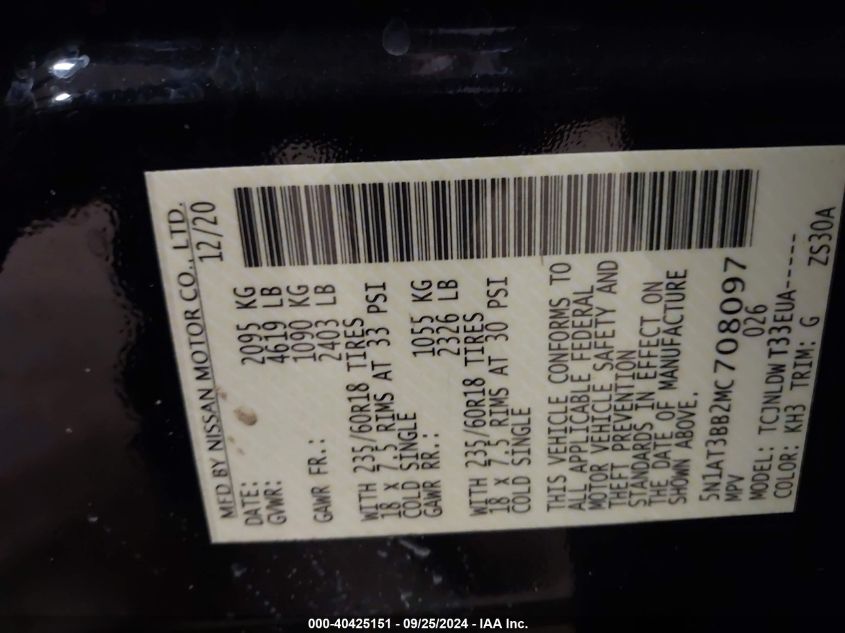 MFD BY NISSAN MOTOR CO., LTD.
DATE: 12/20
GVWR: 2095 KG
4619 LB
GAWR FR.: 1090 KG
2403 LB
WITH 235/60R18 TIRES
18 X 7.5 RIMS AT 33 PSI
COLD SINGLE
GAWR RR.: 1055 KG
2326 LB
WITH 235/60R18 TIRES
18 X 7.5 RIMS AT 30 PSI
COLD SINGLE
THIS VEHICLE CONFORMS TO
ALL APPLICABLE FEDERAL
MOTOR VEHICLE SAFETY AND
THEFT PREVENTION
STANDARDS IN EFFECT ON
THE DATE OF MANUFACTURE
SHOWN ABOVE.
5N1AT3BB2MC708097
MPV 026
MODEL: TCJNLDWT33EUA-----
COLOR: KH3 TRIM: G ZS30A
000-40425151 - 09/25/2024 - IAA Inc.